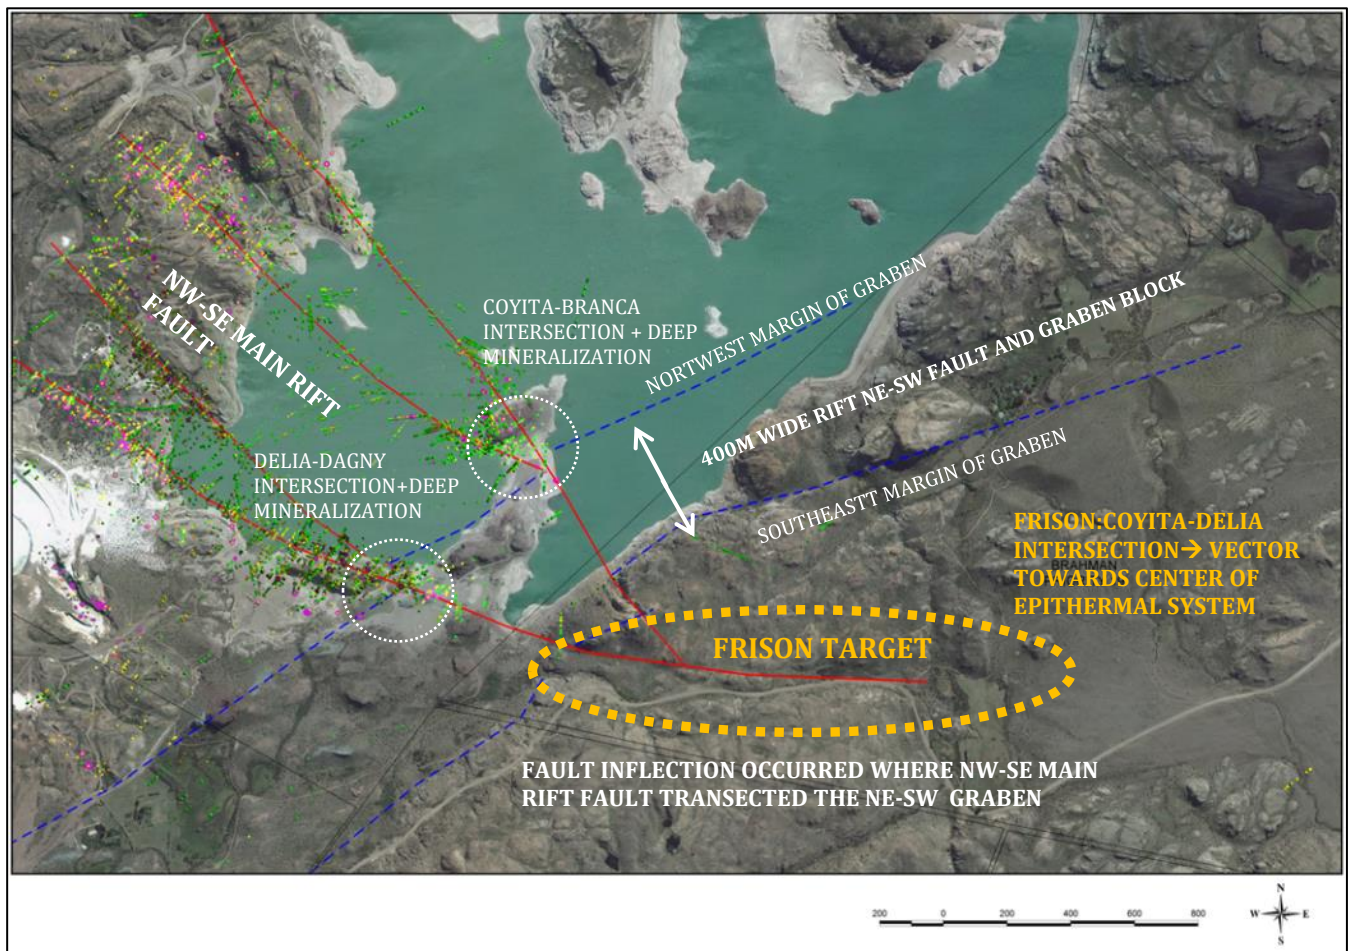 NW-SE MAIN RIFT
FAULT
COYITA-BRANCA
INTERSECTION + DEEP
MINERALIZATION
NORTWEST MARGIN OF GRABEN
400M WIDE RIFT NE-SW FAULT AND GRABEN BLOCK
DELIA-DAGNY
INTERSECTION+DEEP
MINERALIZATION
SOUTHEASTT MARGIN OF GRABEN
FRISON:COYITA-DELIA
INTERSECTION→ VECTOR
BRAHMAN
TOWARDS CENTER OF
EPITHERMAL SYSTEM
FRISON TARGET
FAULT INFLECTION OCCURRED WHERE NW-SE MAIN
RIFT FAULT TRANSECTED THE NE-SW GRABEN
200 0 200 400 600 800
N
W E
S